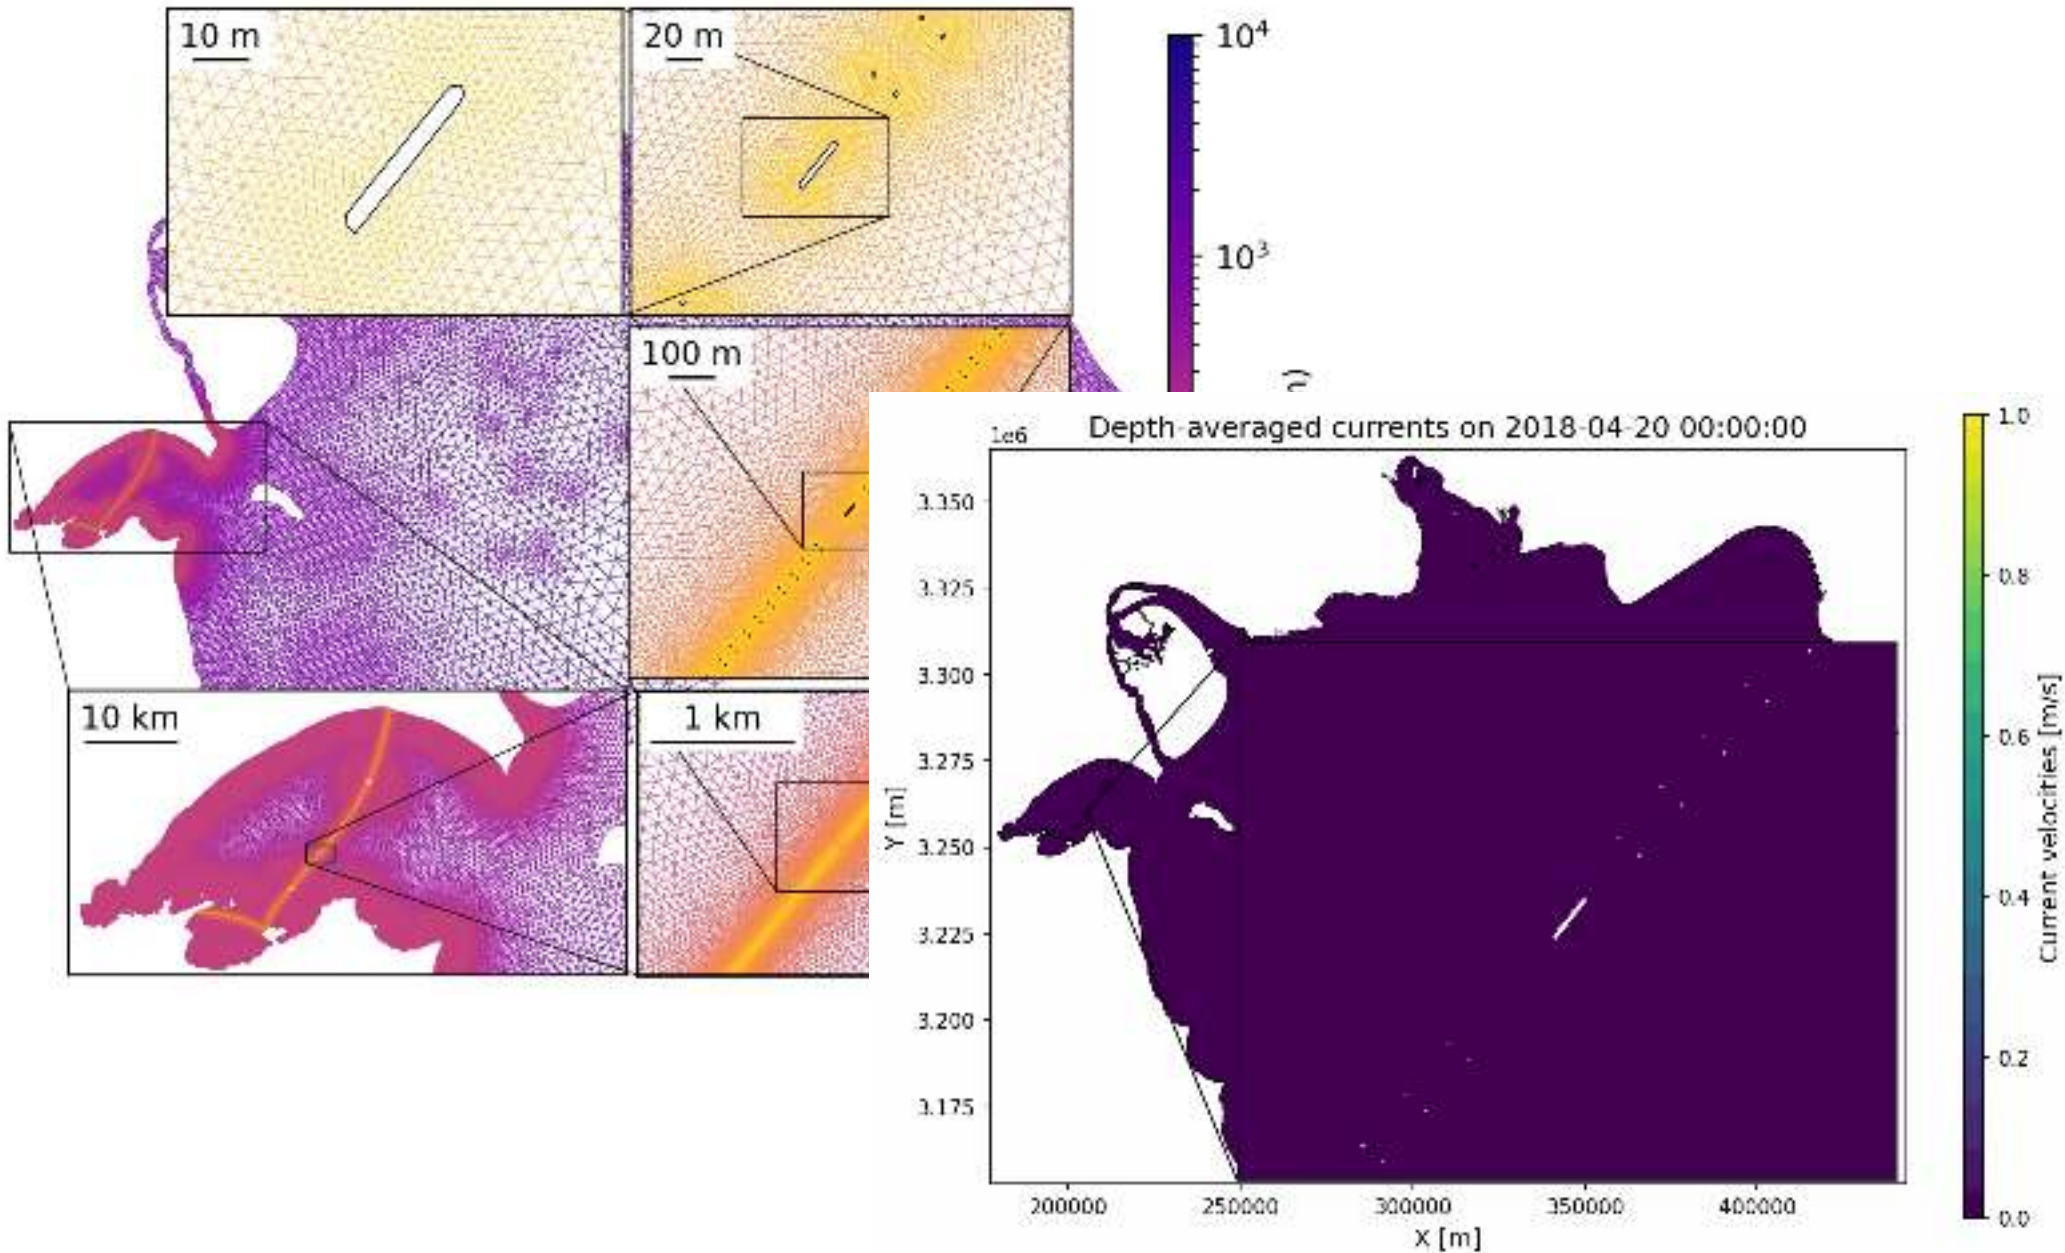 10 m
20 m
10⁴
10³
100 m
10 km
1 km
Depth-averaged currents on 2018-04-20 00:00:00
1e6
3.150
3.125
3.300
3.275
3.250
3.225
3.200
3.175
Y [m]
200000
250000
300000
350000
400000
X [m]
1.0
0.8
0.6
0.4
0.2
0.0
Current velocities [m/s]